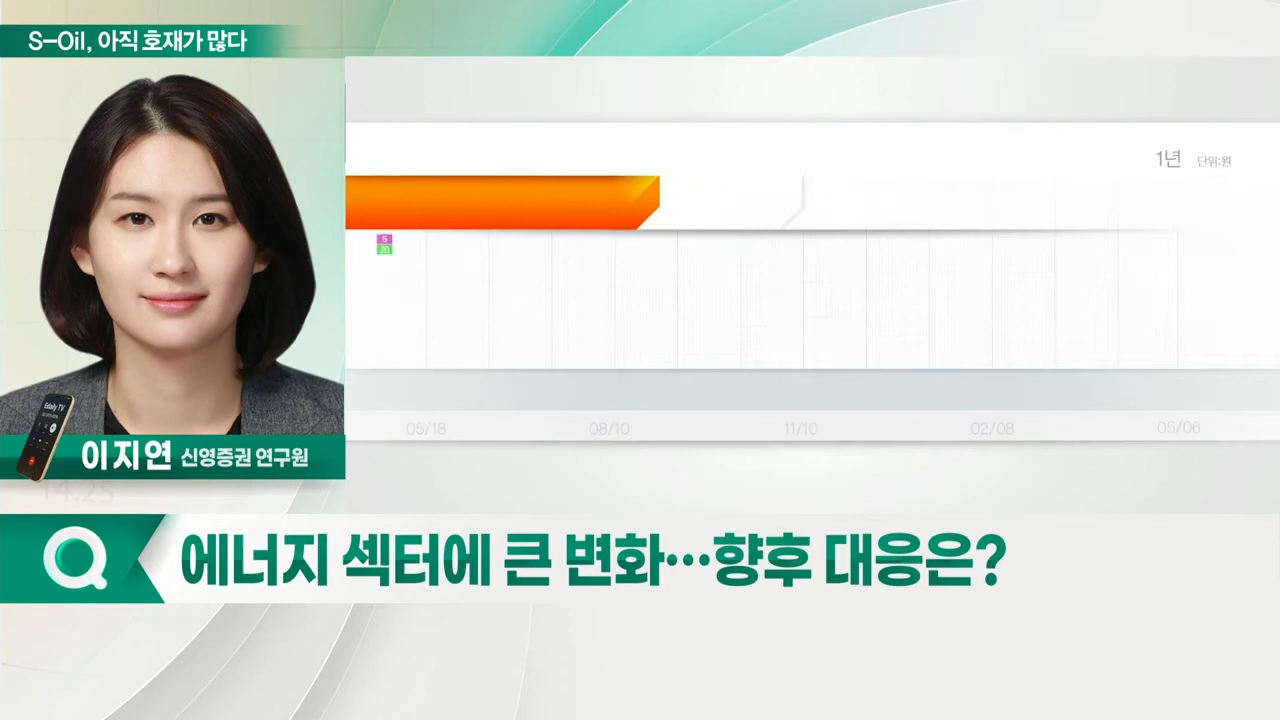 S-Oil, 아직 호재가 많다
1년 단위:원
5
20
05/18 08/10 11/10 02/08 05/06
Edaily TV
이지연 신영증권 연구원
14.25
에너지 섹터에 큰 변화…향후 대응은?